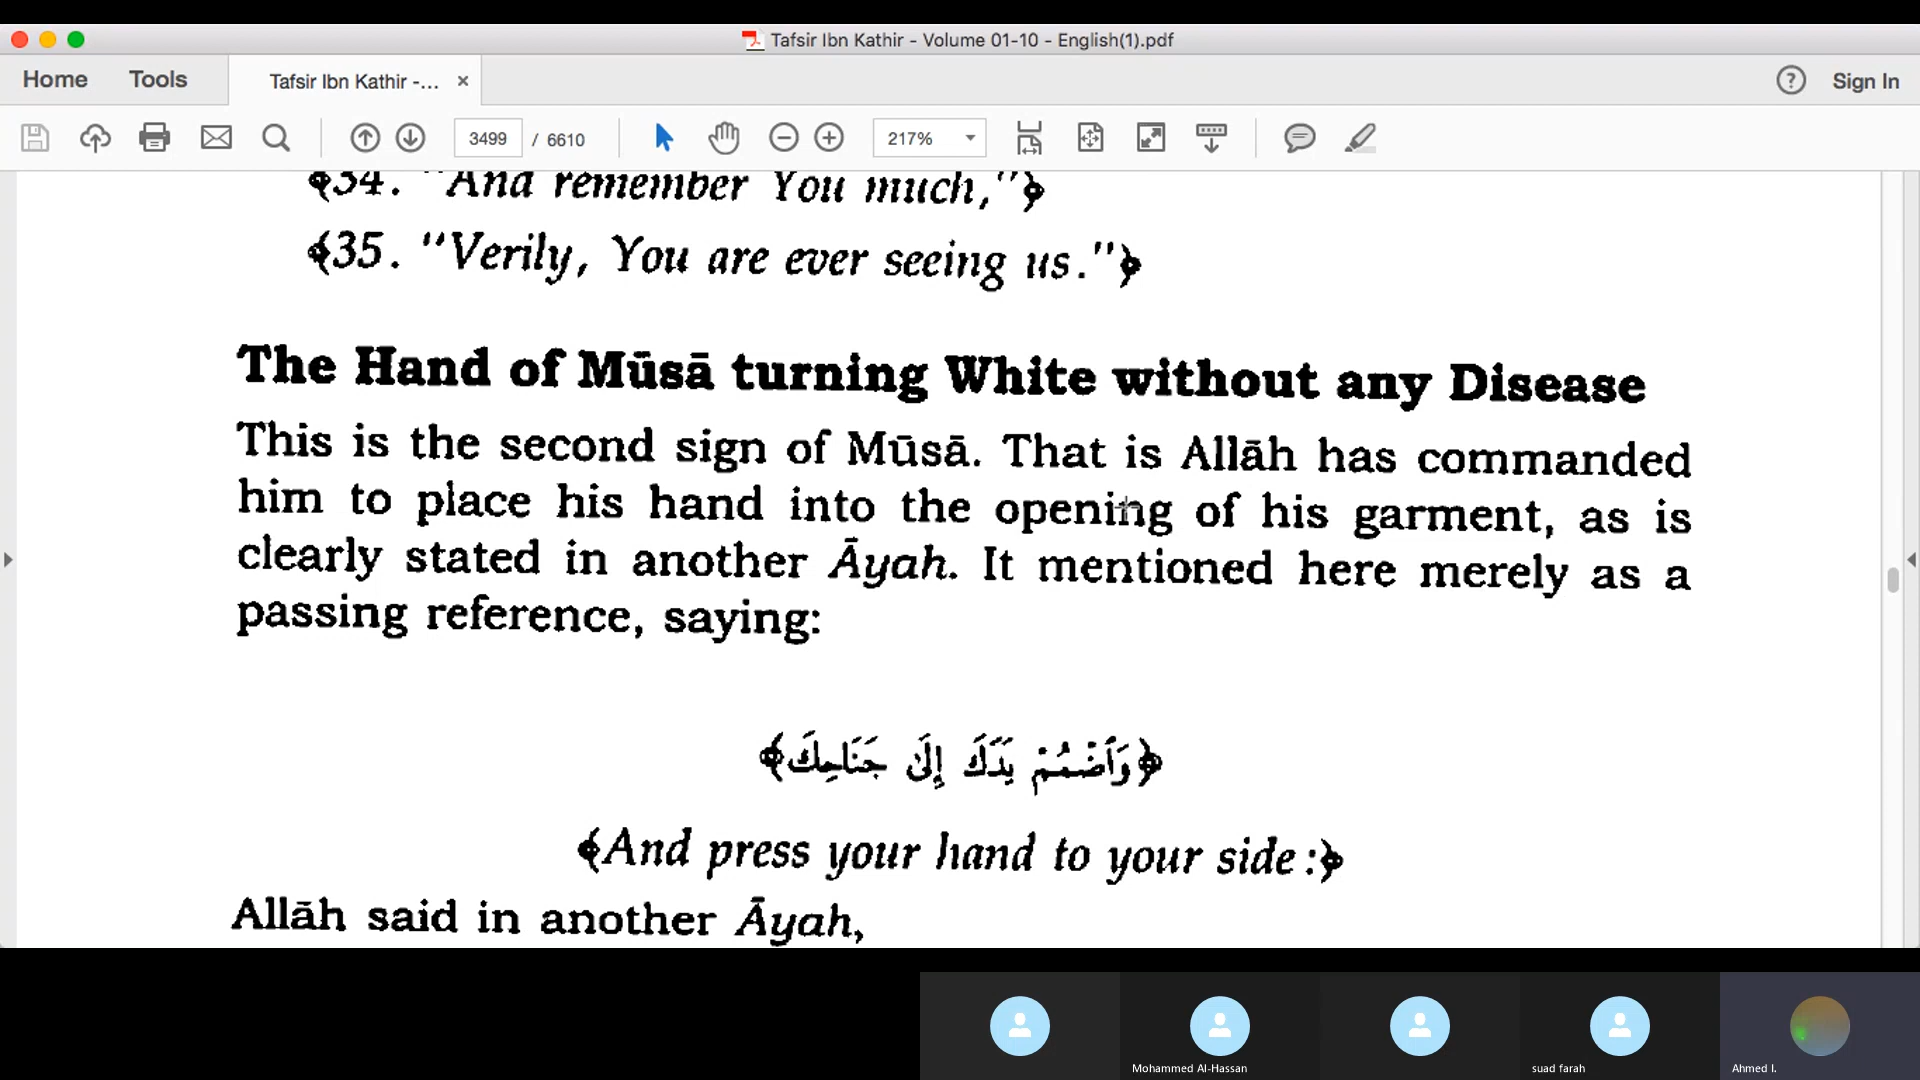 Tafsir Ibn Kathir - Volume 01-10 - English(1).pdf
Home Tools Tafsir Ibn Kathir -... × ? Sign In
3499 / 6610 217%
﴾34. "And remember You much,"﴿
﴾35. "Verily, You are ever seeing us."﴿
The Hand of Mūsā turning White without any Disease
This is the second sign of Mūsā. That is Allāh has commanded
him to place his hand into the opening of his garment, as is
clearly stated in another Āyah. It mentioned here merely as a
passing reference, saying:
﴿وَاضْمُمْ يَدَكَ إِلَىٰ جَنَاحِكَ﴾
﴾And press your hand to your side:﴿
Allāh said in another Āyah,
Mohammed Al-Hassan suad farah Ahmed I.